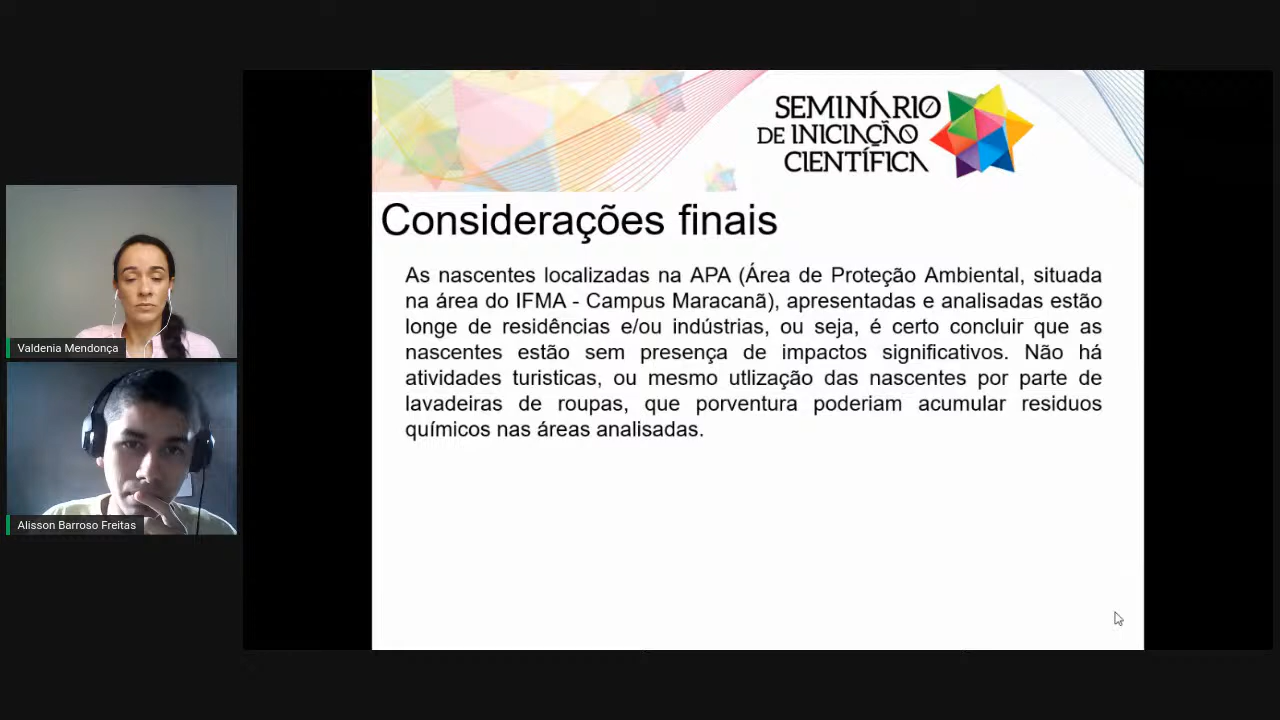 SEMINÁRIO
DE INICIAÇÃO
CIENTÍFICA
Considerações finais
As nascentes localizadas na APA (Área de Proteção Ambiental, situada
na área do IFMA - Campus Maracanã), apresentadas e analisadas estão
longe de residências e/ou indústrias, ou seja, é certo concluir que as
nascentes estão sem presença de impactos significativos. Não há
atividades turisticas, ou mesmo utlização das nascentes por parte de
lavadeiras de roupas, que porventura poderiam acumular residuos
químicos nas áreas analisadas.
Valdenia Mendonça
Alisson Barroso Freitas